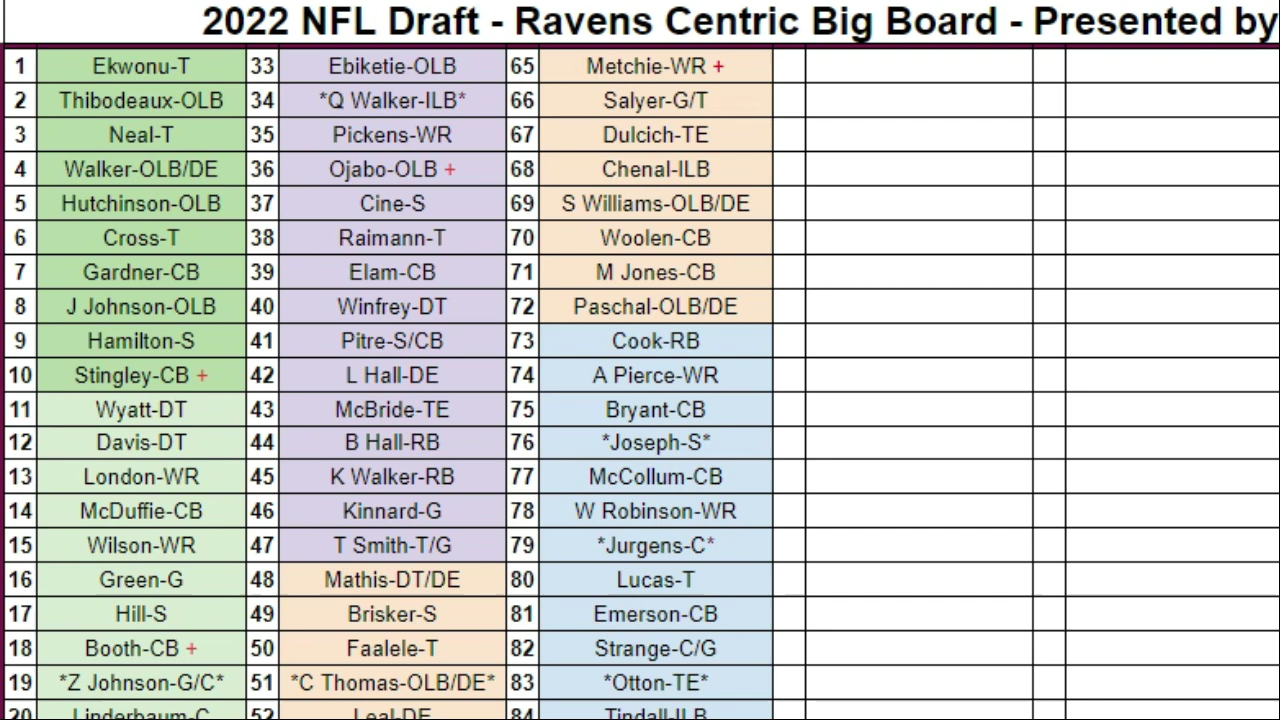 2022 NFL Draft - Ravens Centric Big Board - Presented by
1 Ekwonu-T 33 Ebiketie-OLB 65 Metchie-WR +
2 Thibodeaux-OLB 34 *Q Walker-ILB* 66 Salyer-G/T
3 Neal-T 35 Pickens-WR 67 Dulcich-TE
4 Walker-OLB/DE 36 Ojabo-OLB + 68 Chenal-ILB
5 Hutchinson-OLB 37 Cine-S 69 S Williams-OLB/DE
6 Cross-T 38 Raimann-T 70 Woolen-CB
7 Gardner-CB 39 Elam-CB 71 M Jones-CB
8 J Johnson-OLB 40 Winfrey-DT 72 Paschal-OLB/DE
9 Hamilton-S 41 Pitre-S/CB 73 Cook-RB
10 Stingley-CB + 42 L Hall-DE 74 A Pierce-WR
11 Wyatt-DT 43 McBride-TE 75 Bryant-CB
12 Davis-DT 44 B Hall-RB 76 *Joseph-S*
13 London-WR 45 K Walker-RB 77 McCollum-CB
14 McDuffie-CB 46 Kinnard-G 78 W Robinson-WR
15 Wilson-WR 47 T Smith-T/G 79 *Jurgens-C*
16 Green-G 48 Mathis-DT/DE 80 Lucas-T
17 Hill-S 49 Brisker-S 81 Emerson-CB
18 Booth-CB + 50 Faalele-T 82 Strange-C/G
19 *Z Johnson-G/C* 51 *C Thomas-OLB/DE* 83 *Otton-TE*
20 Linderbaum-C 52 Leal-DE 84 Tindall-ILB